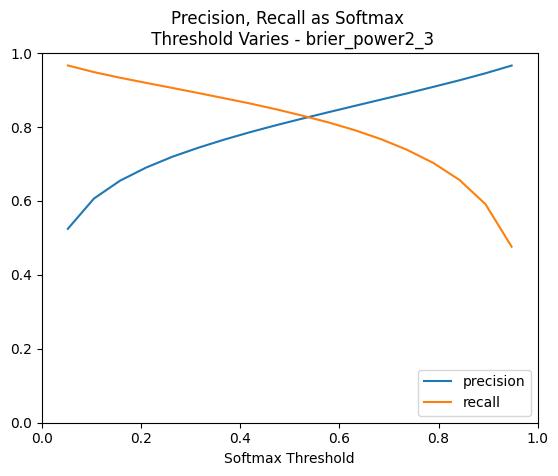 Precision, Recall as Softmax
Threshold Varies - brier_power2_3
1.0
0.8
0.6
0.4
0.2
0.0
0.0 0.2 0.4 0.6 0.8 1.0
Softmax Threshold
precision
recall